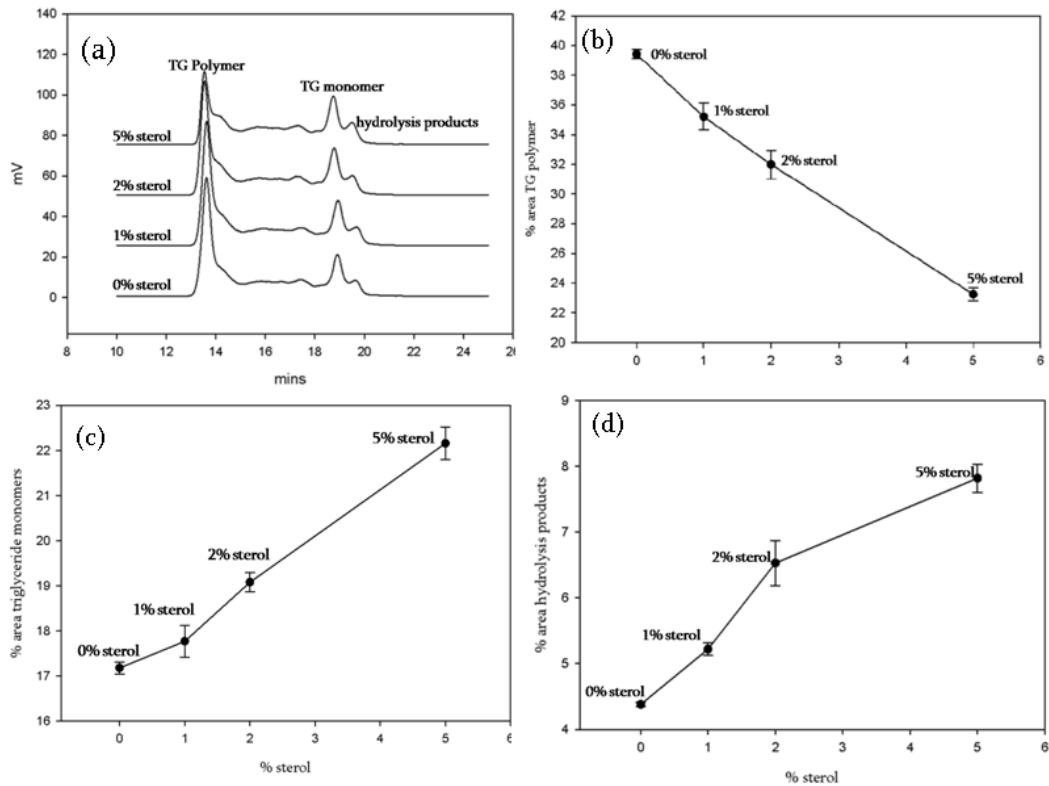 (a)
140
120
100
80
60
40
20
0
mV
TG Polymer
TG monomer
hydrolysis products
5% sterol
2% sterol
1% sterol
0% sterol
8 10 12 14 16 18 20 22 24 26
mins
(b)
40
38
36
34
32
30
28
26
24
22
20
% area TG polymer
0% sterol
1% sterol
2% sterol
5% sterol
0 1 2 3 4 5 6
(c)
23
22
21
20
19
18
17
16
% area triglyceride monomers
5% sterol
2% sterol
1% sterol
0% sterol
0 1 2 3 4 5 6
% sterol
(d)
9
8
7
6
5
4
% area hydrolysis products
5% sterol
2% sterol
1% sterol
0% sterol
0 1 2 3 4 5 6
% sterol